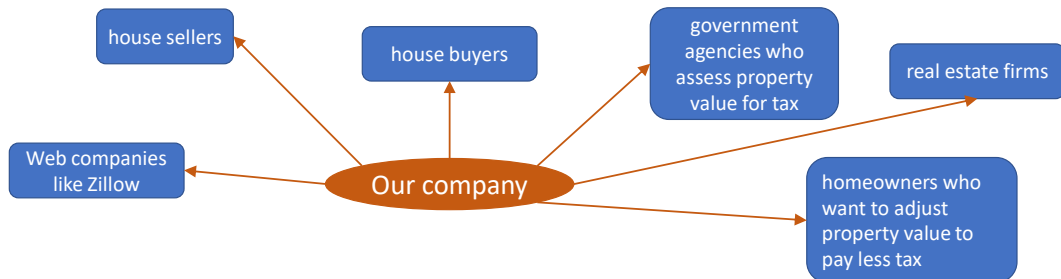 house sellers
house buyers
government
agencies who
assess property
value for tax
real estate firms
Web companies
like Zillow
Our company
homeowners who
want to adjust
property value to
pay less tax